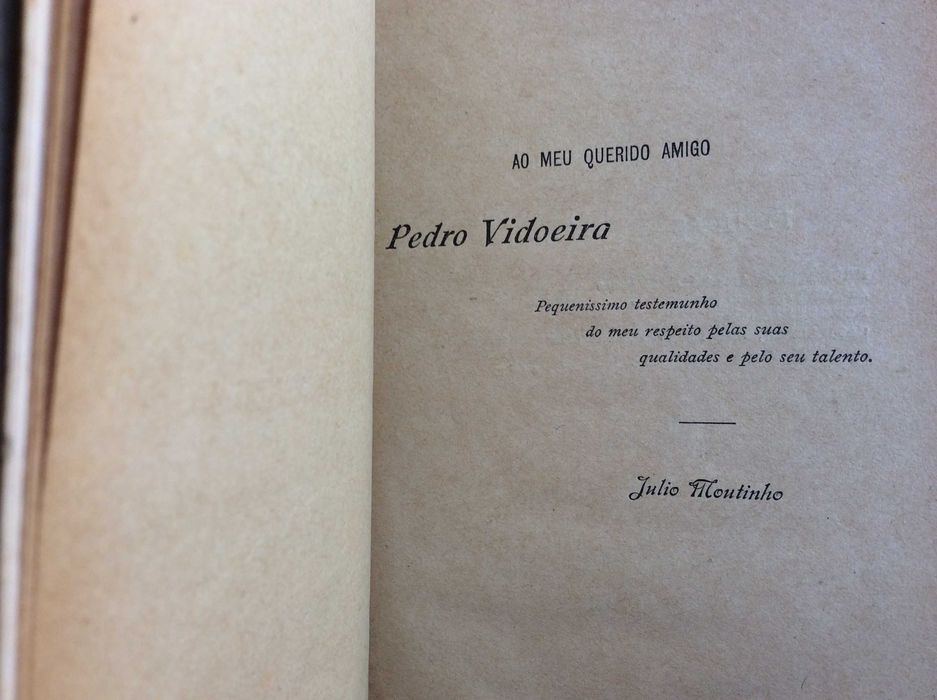 AO MEU QUERIDO AMIGO
Pedro Vidoeira
Pequenissimo testemunho
do meu respeito pelas suas
qualidades e pelo seu talento.
Julio Moutinho